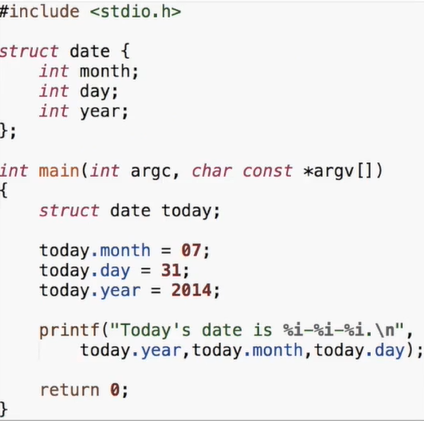 #include <stdio.h>
struct date {
    int month;
    int day;
    int year;
};
int main(int argc, char const *argv[])
{
    struct date today;
    today.month = 07;
    today.day = 31;
    today.year = 2014;
    printf("Today's date is %i-%i-%i.\n",
        today.year,today.month,today.day);
    return 0;
}